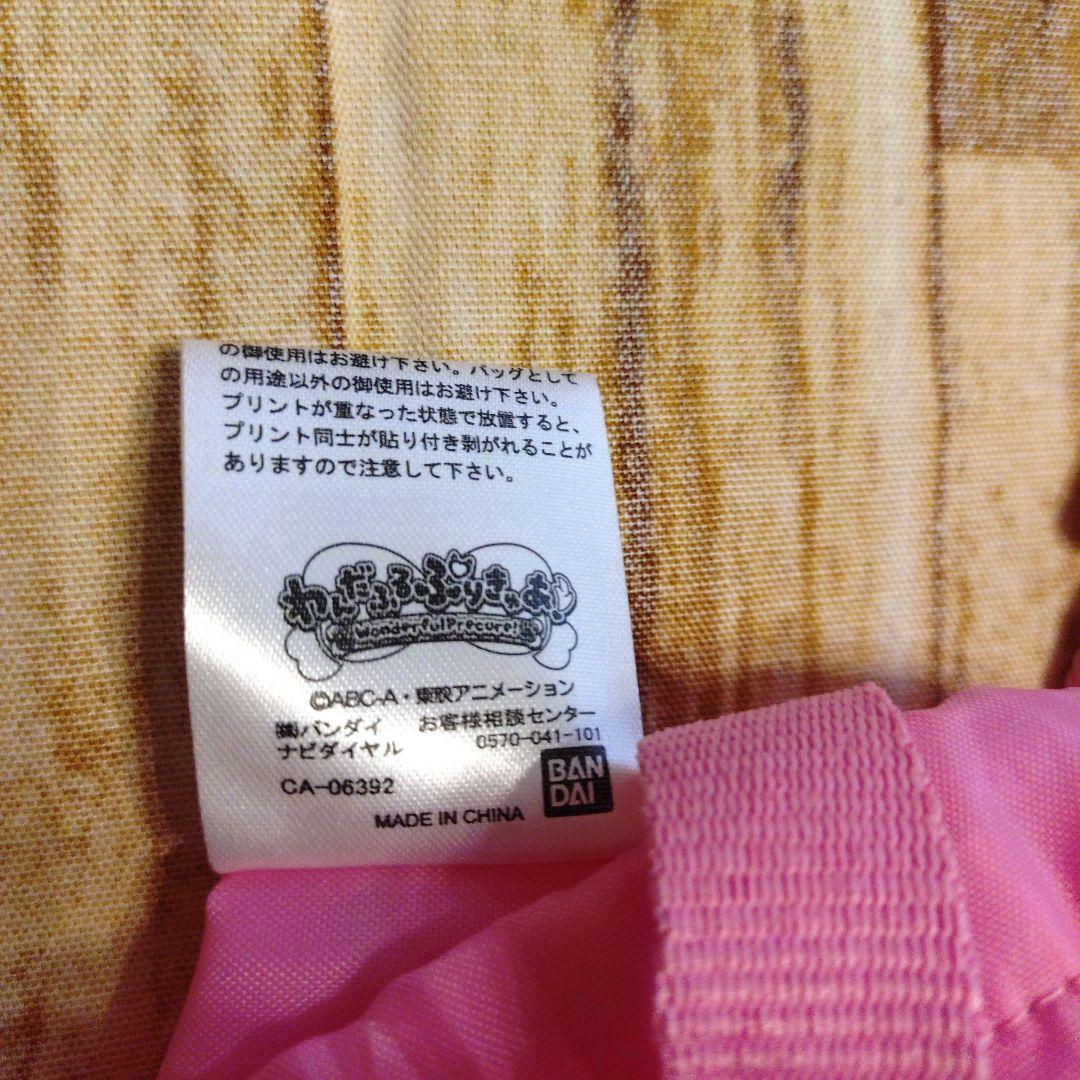 の御使用はお避け下さい。バッグとして
の用途以外の御使用はお避け下さい。
プリントが重なった状態で放置すると、
プリント同士が貼り付き剥がれることが
ありますので注意して下さい。
わんだふるぷりきゅあ!
WonderfulPrecure!
©ABC-A・東映アニメーション
㈱バンダイ お客様相談センター
ナビダイヤル 0570-041-101
CA-06392
BAN
DAI
MADE IN CHINA